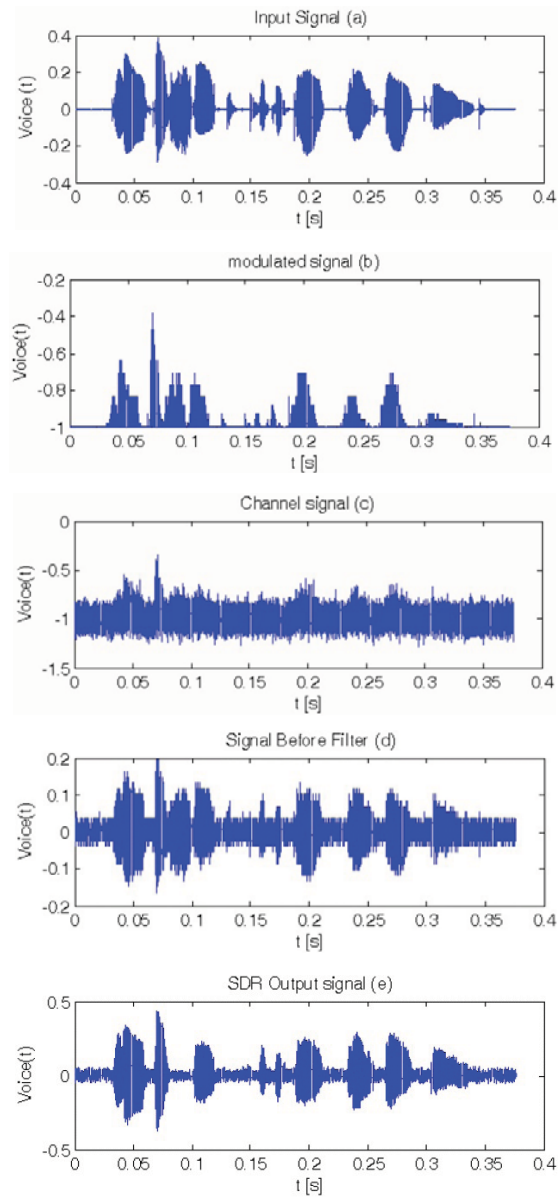 Input Signal (a)
0.4
0.2
0
-0.2
-0.4
Voice (t)
0 0.05 0.1 0.15 0.2 0.25 0.3 0.35 0.4
t [s]
modulated signal (b)
-0.2
-0.4
-0.6
-0.8
-1
Voice(t)
0 0.05 0.1 0.15 0.2 0.25 0.3 0.35 0.4
t [s]
Channel signal (c)
0
-0.5
-1
-1.5
Voice(t)
0 0.05 0.1 0.15 0.2 0.25 0.3 0.35 0.4
t [s]
Signal Before Filter (d)
0.2
0.1
0
-0.1
-0.2
Voice(t)
0 0.05 0.1 0.15 0.2 0.25 0.3 0.35 0.4
t [s]
SDR Output signal (e)
0.5
0
-0.5
Voice(t)
0 0.05 0.1 0.15 0.2 0.25 0.3 0.35 0.4
t [s]